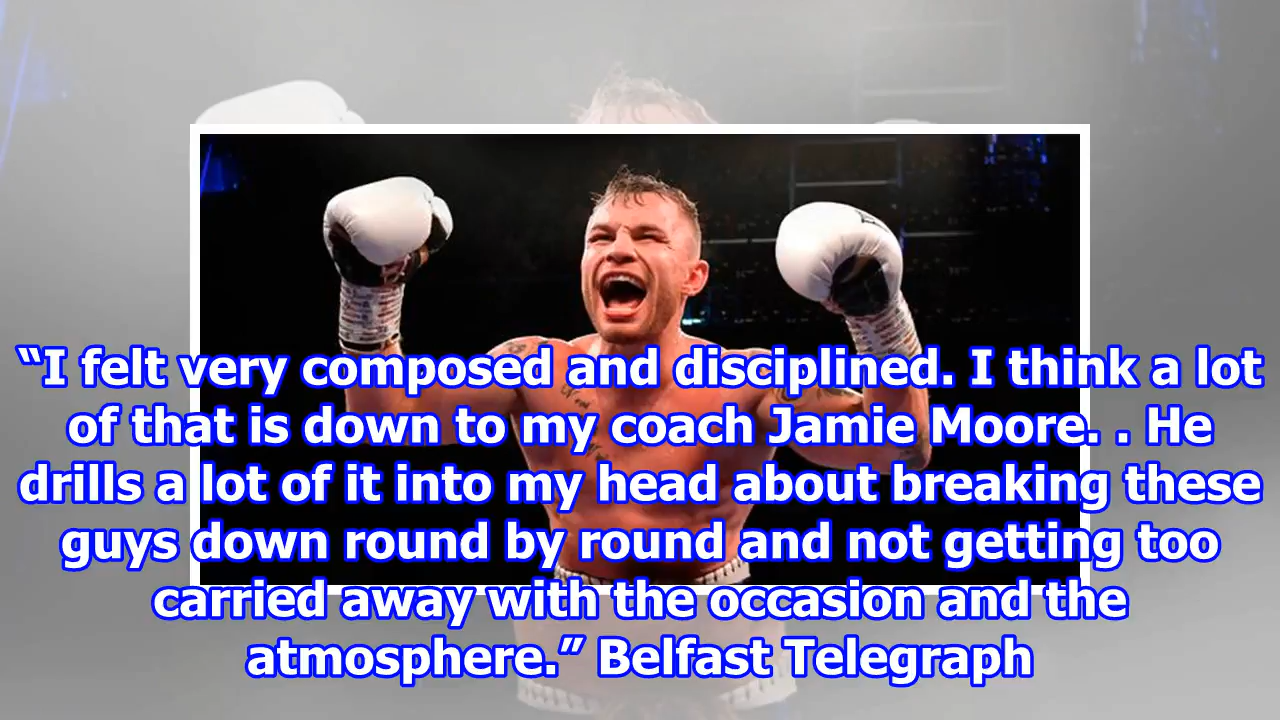 “I felt very composed and disciplined. I think a lot
of that is down to my coach Jamie Moore. . He
drills a lot of it into my head about breaking these
guys down round by round and not getting too
carried away with the occasion and the
atmosphere.” Belfast Telegraph